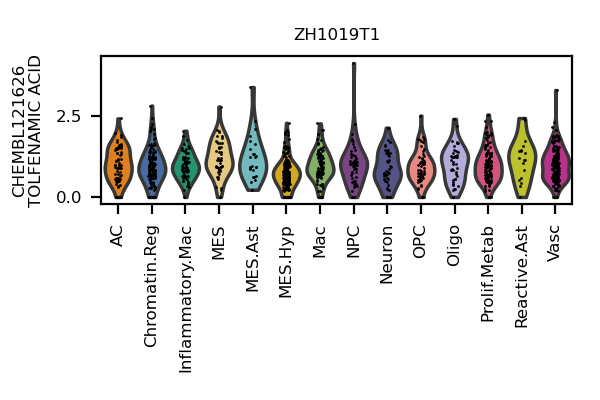 ZH1019T1
CHEMBL121626
TOLFENAMIC ACID
2.5
0.0
AC
Chromatin.Reg
Inflammatory.Mac
MES
MES.Ast
MES.Hyp
Mac
NPC
Neuron
OPC
Oligo
Prolif.Metab
Reactive.Ast
Vasc